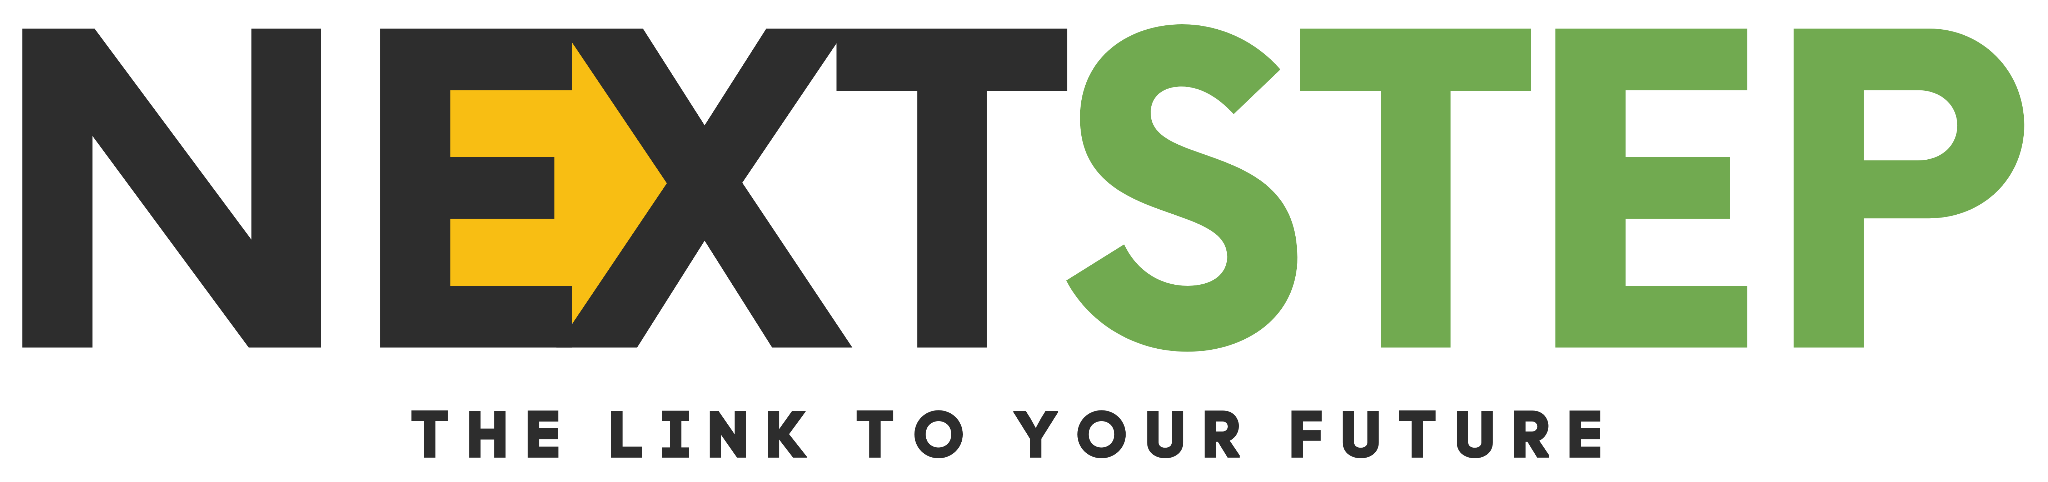 NEXTSTEP
THE LINK TO YOUR FUTURE